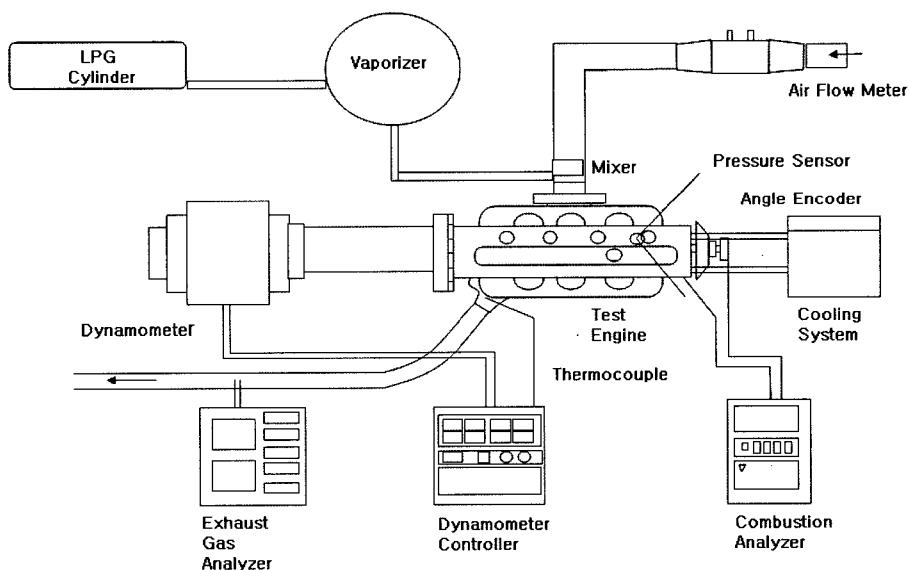 LPG
Cylinder
Vaporizer
Air Flow Meter
Mixer
Pressure Sensor
Angle Encoder
Dynamometer
Test
Engine
Cooling
System
Thermocouple
Exhaust
Gas
Analyzer
Dynamometer
Controller
Combustion
Analyzer